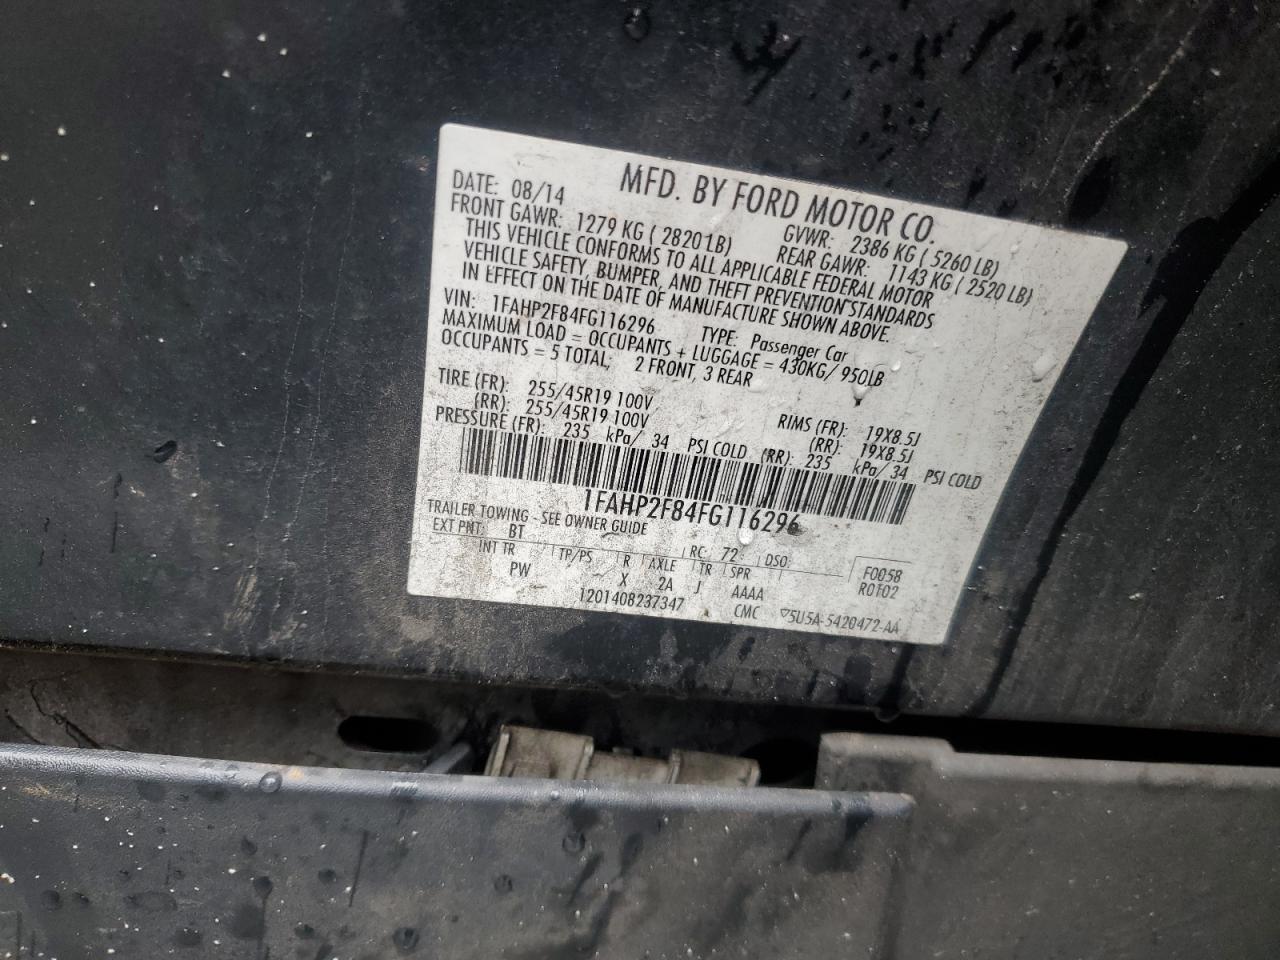 MFD. BY FORD MOTOR CO.
DATE: 08/14 GVWR: 2386 KG ( 5260 LB)
FRONT GAWR: 1279 KG ( 2820LB) REAR GAWR: 1143 KG ( 2520 LB)
THIS VEHICLE CONFORMS TO ALL APPLICABLE FEDERAL MOTOR
VEHICLE SAFETY, BUMPER, AND THEFT PREVENTION STANDARDS
IN EFFECT ON THE DATE OF MANUFACTURE SHOWN ABOVE.
VIN: 1FAHP2F84FG116296 TYPE: Passenger Car
MAXIMUM LOAD = OCCUPANTS + LUGGAGE = 430KG/ 950LB
OCCUPANTS = 5 TOTAL, 2 FRONT, 3 REAR
TIRE (FR): 255/45R19 100V RIMS (FR): 19X8.5J
(RR): 255/45R19 100V (RR): 19X8.5J
PRESSURE (FR): 235 kPa/ 34 PSI COLD (RR): 235 kPa/34 PSI COLD
1FAHP2F84FG116296
TRAILER TOWING - SEE OWNER GUIDE
EXT PNT: BT RC: 72 DSO: F0058
INT TR TP/PS R AXLE TR SPR R0102
PW X 2A J AAAA
1201408237347 CMC ▽5U5A-5420472-AA